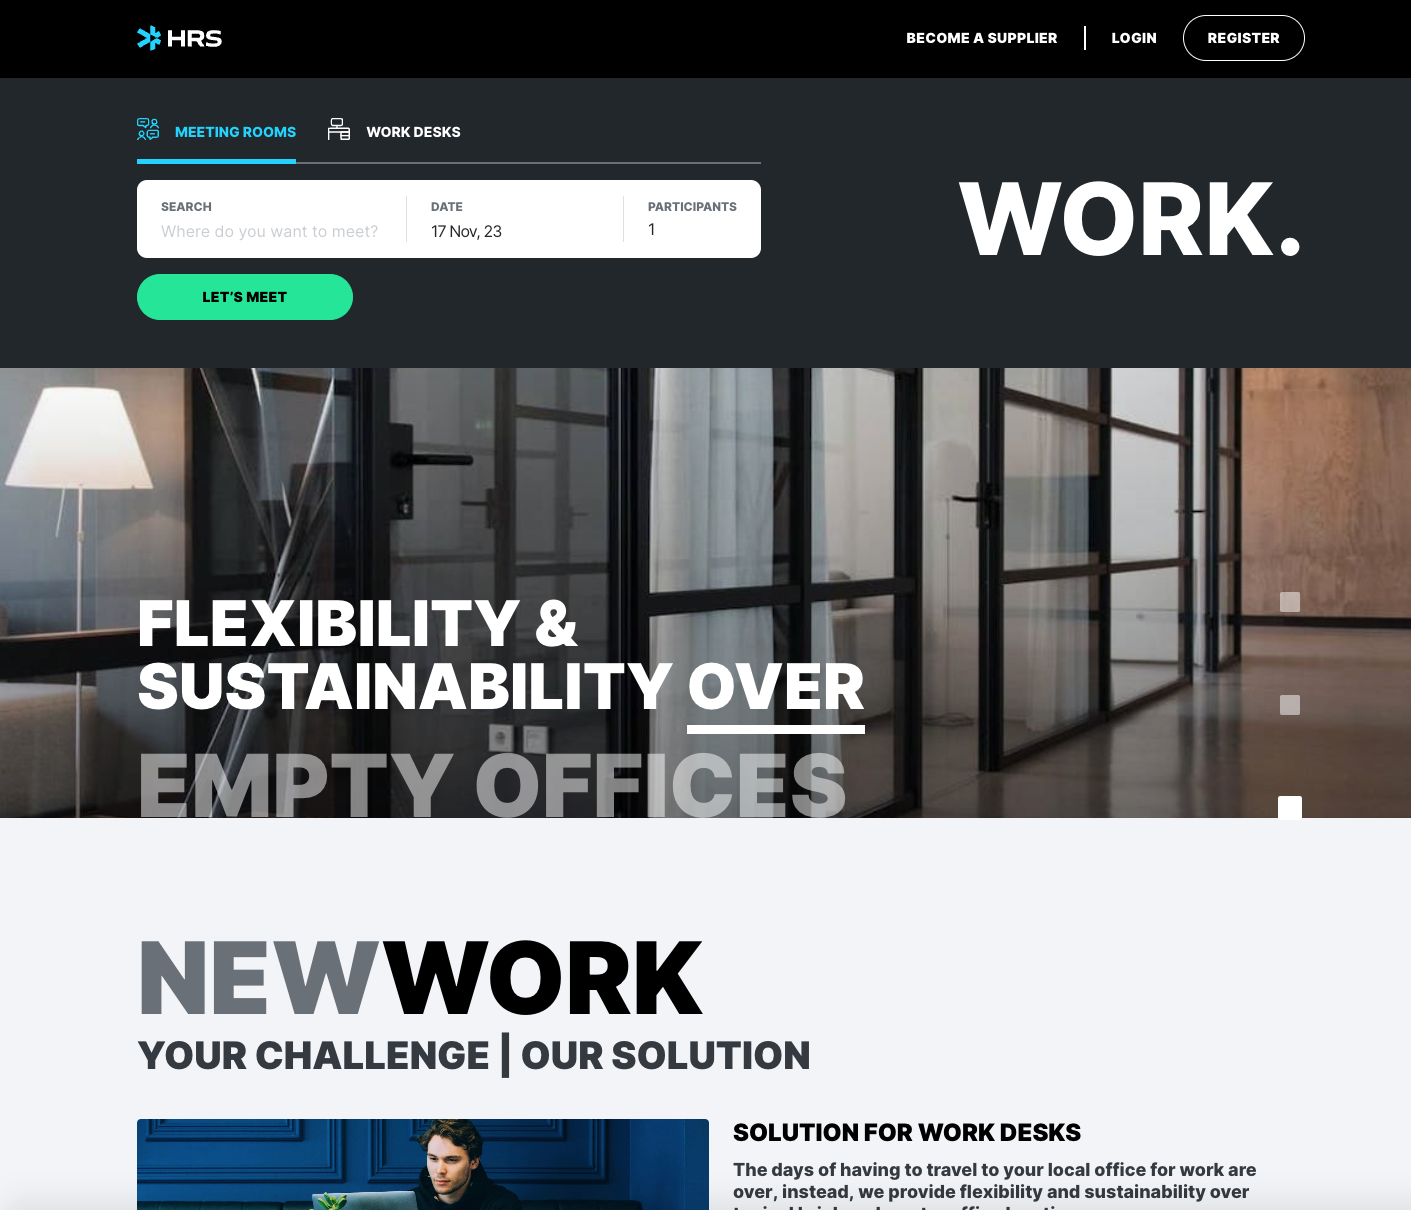 HRS
BECOME A SUPPLIER
LOGIN
REGISTER
MEETING ROOMS
WORK DESKS
SEARCH
Where do you want to meet?
DATE
17 Nov, 23
PARTICIPANTS
1
LET'S MEET
WORK.
FLEXIBILITY &
SUSTAINABILITY OVER
EMPTY OFFICES
NEWWORK
YOUR CHALLENGE | OUR SOLUTION
SOLUTION FOR WORK DESKS
The days of having to travel to your local office for work are
over, instead, we provide flexibility and sustainability over